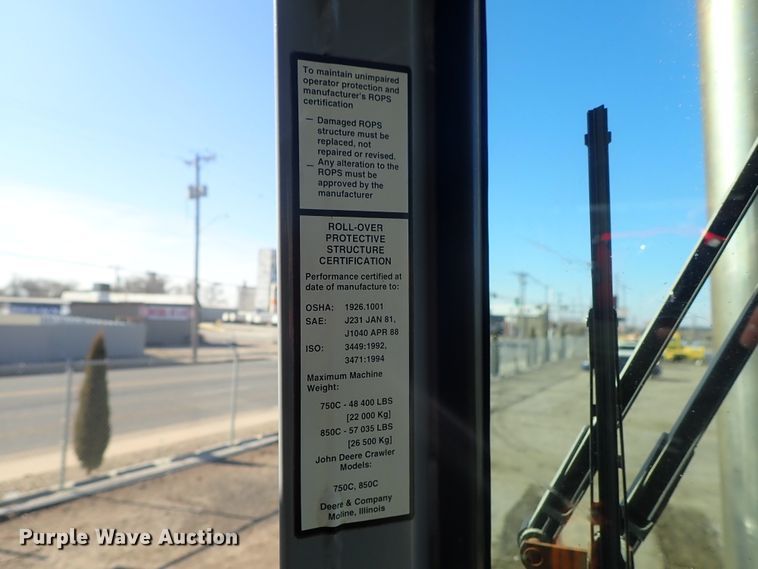 To maintain unimpaired
operator protection and
manufacturer's ROPS
certification
— Damaged ROPS
structure must be
replaced, not
repaired or revised.
— Any alteration to the
ROPS must be
approved by the
manufacturer
ROLL-OVER
PROTECTIVE
STRUCTURE
CERTIFICATION
Performance certified at
date of manufacture to:
OSHA: 1926.1001
SAE: J231 JAN 81,
J1040 APR 88
ISO: 3449:1992,
3471:1994
Maximum Machine
Weight:
750C - 48 400 LBS
[22 000 Kg]
850C - 57 035 LBS
[26 500 Kg]
John Deere Crawler
Models:
750C, 850C
Deere & Company
Moline, Illinois
Purple Wave Auction